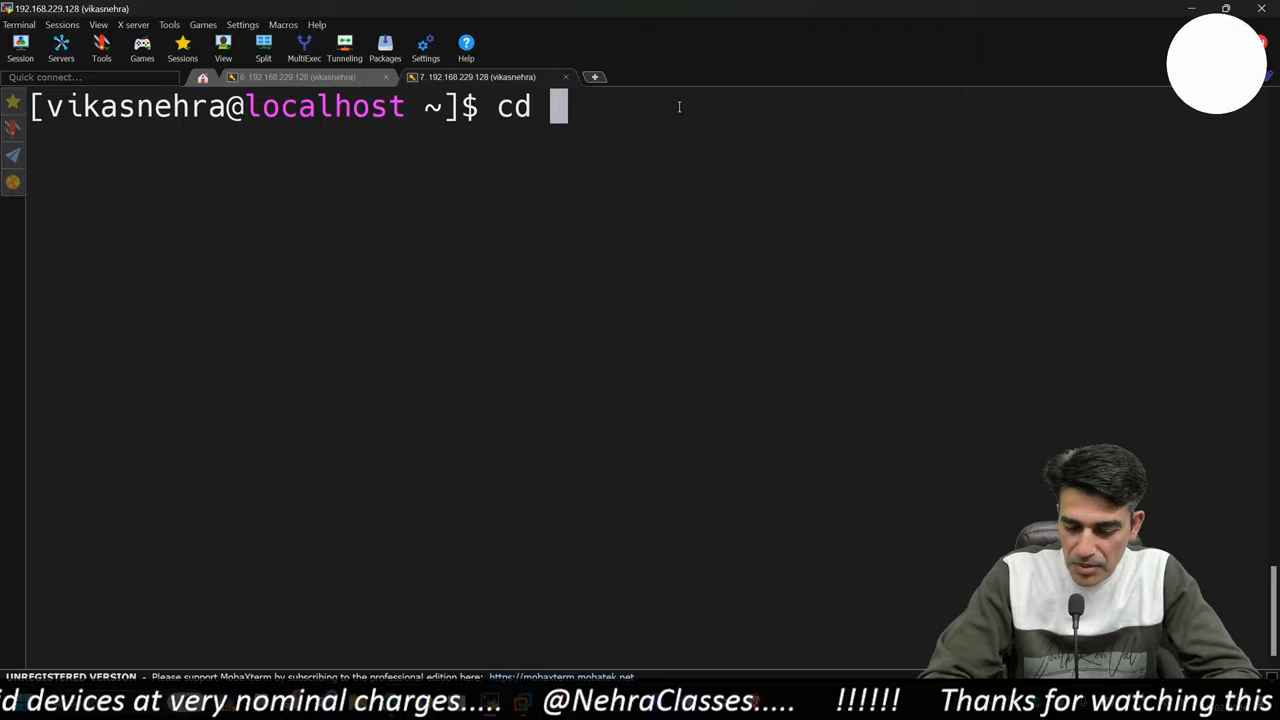 192.168.229.128 (vikasnehra)
Terminal Sessions View X server Tools Games Settings Macros Help
Session Servers Tools Games Sessions View Split MultiExec Tunneling Packages Settings Help
Quick connect...
6. 192.168.229.128 (vikasnehra)
7. 192.168.229.128 (vikasnehra)
[vikasnehra@localhost ~]$ cd
UNREGISTERED VERSION - Please support MobaXterm by subscribing to the professional edition here: https://mobaxterm.mobatek.net
id devices at very nominal charges..... @NehraClasses..... !!!!!! Thanks for watching this